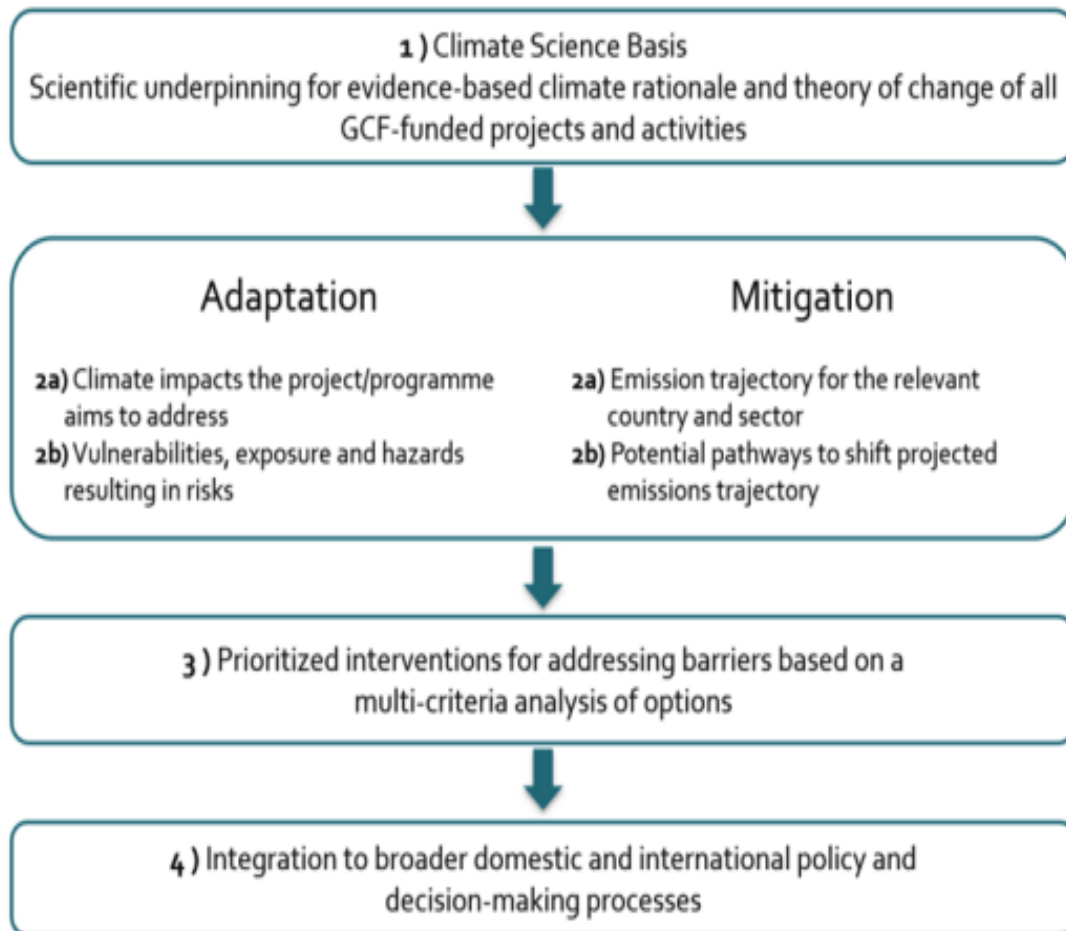 1 ) Climate Science Basis
Scientific underpinning for evidence-based climate rationale and theory of change of all
GCF-funded projects and activities
Adaptation
2a) Climate impacts the project/programme
aims to address
2b) Vulnerabilities, exposure and hazards
resulting in risks
Mitigation
2a) Emission trajectory for the relevant
country and sector
2b) Potential pathways to shift projected
emissions trajectory
3 ) Prioritized interventions for addressing barriers based on a
multi-criteria analysis of options
4 ) Integration to broader domestic and international policy and
decision-making processes